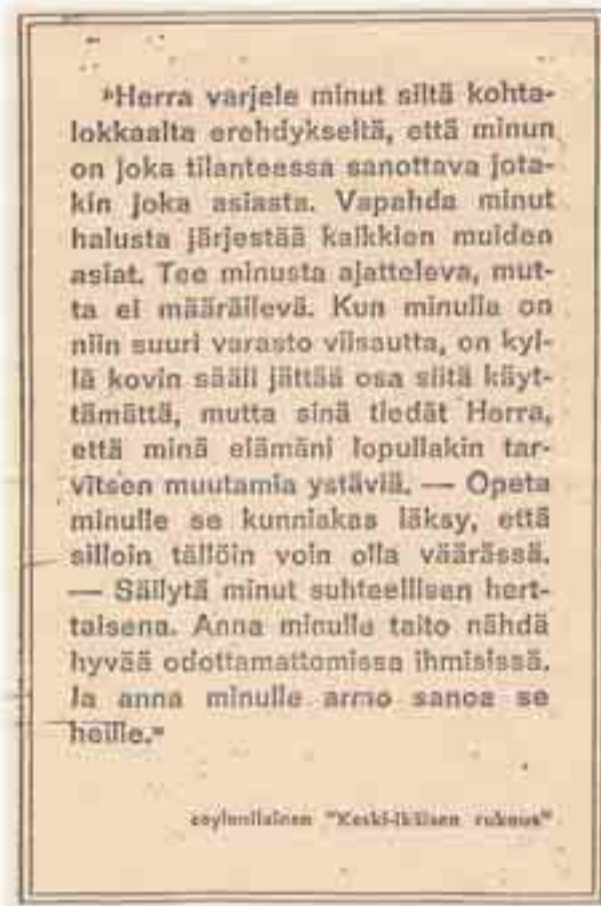 »Herra varjele minut siltä kohta-
lokkaalta erehdykseltä, että minun
on joka tilanteessa sanottava jota-
kin joka asiasta. Vapahda minut
halusta järjestää kaikkien muiden
asiat. Tee minusta ajatteleva, mut-
ta ei määräilevä. Kun minulla on
niin suuri varasto viisautta, on kyl-
lä kovin sääli jättää osa siitä käyt-
tämättä, mutta sinä tiedät Herra,
että minä elämäni lopullakin tar-
vitsen muutamia ystäviä. — Opeta
minulle se kunniakas läksy, että
silloin tällöin voin olla väärässä.
— Säilytä minut suhteellisen hert-
taisena. Anna minulle taito nähdä
hyvää odottamattomissa ihmisissä.
Ja anna minulle armo sanoa se
heille.»
ceylonilainen "Keski-ikäisen rukous"